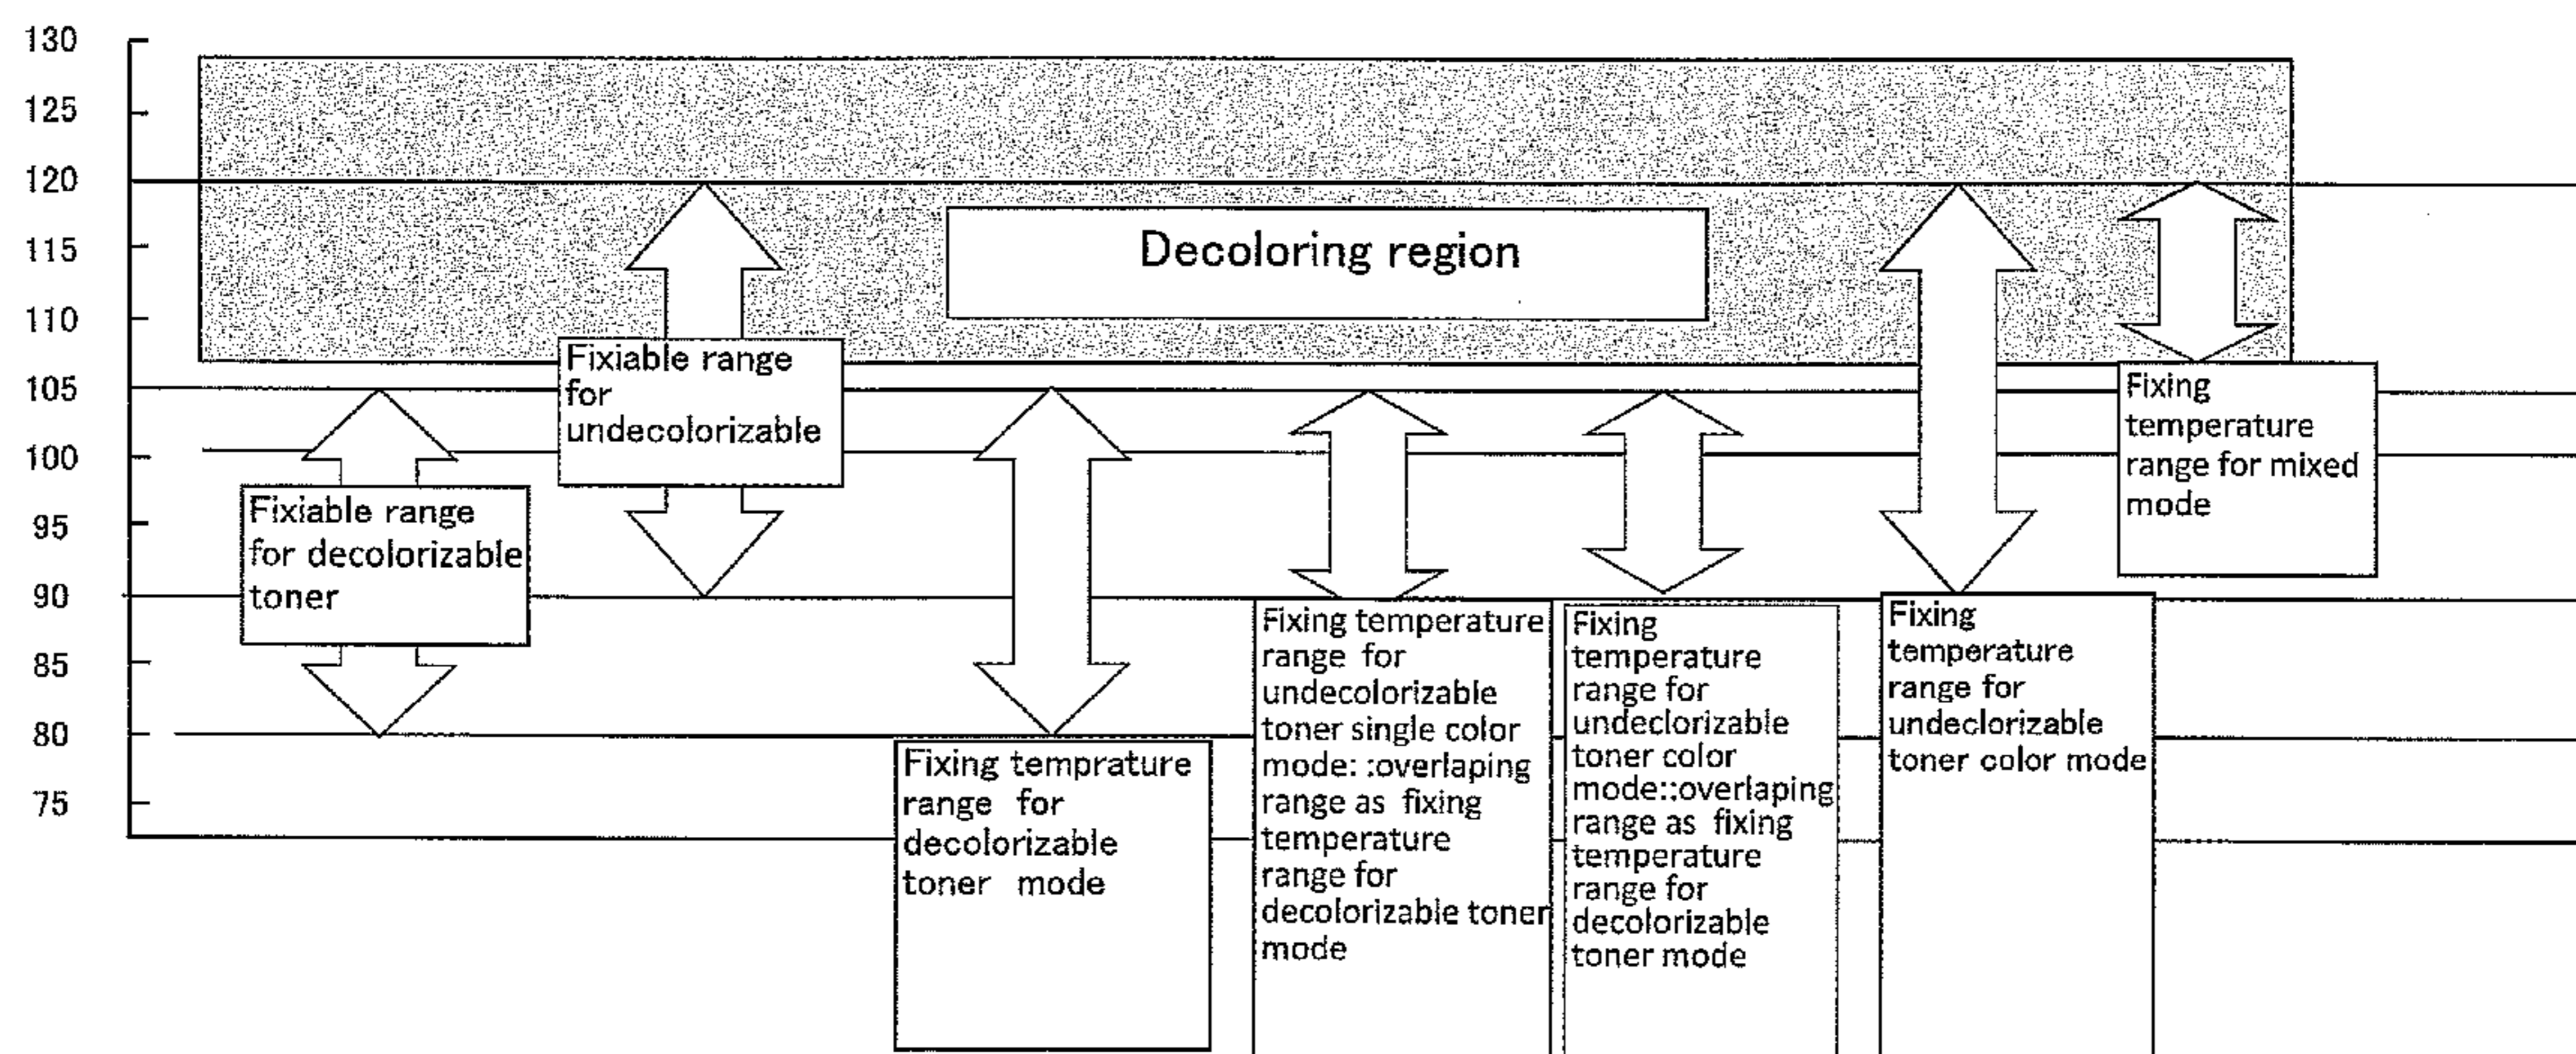 130
125
120
115
110
105
100
95
90
85
80
75
Decoloring region
Fixiable range
for decolorizable
toner
Fixiable range
for
undecolorizable
Fixing temprature
range for
decolorizable
toner mode
Fixing temperature
range for
undecolorizable
toner single color
mode: :overlaping
range as fixing
temperature
range for
decolorizable toner
mode
Fixing
temperature
range for
undeclorizable
toner color
mode::overlaping
range as fixing
temperature
range for
decolorizable
toner mode
Fixing
temperature
range for
undeclorizable
toner color mode
Fixing
temperature
range for mixed
mode